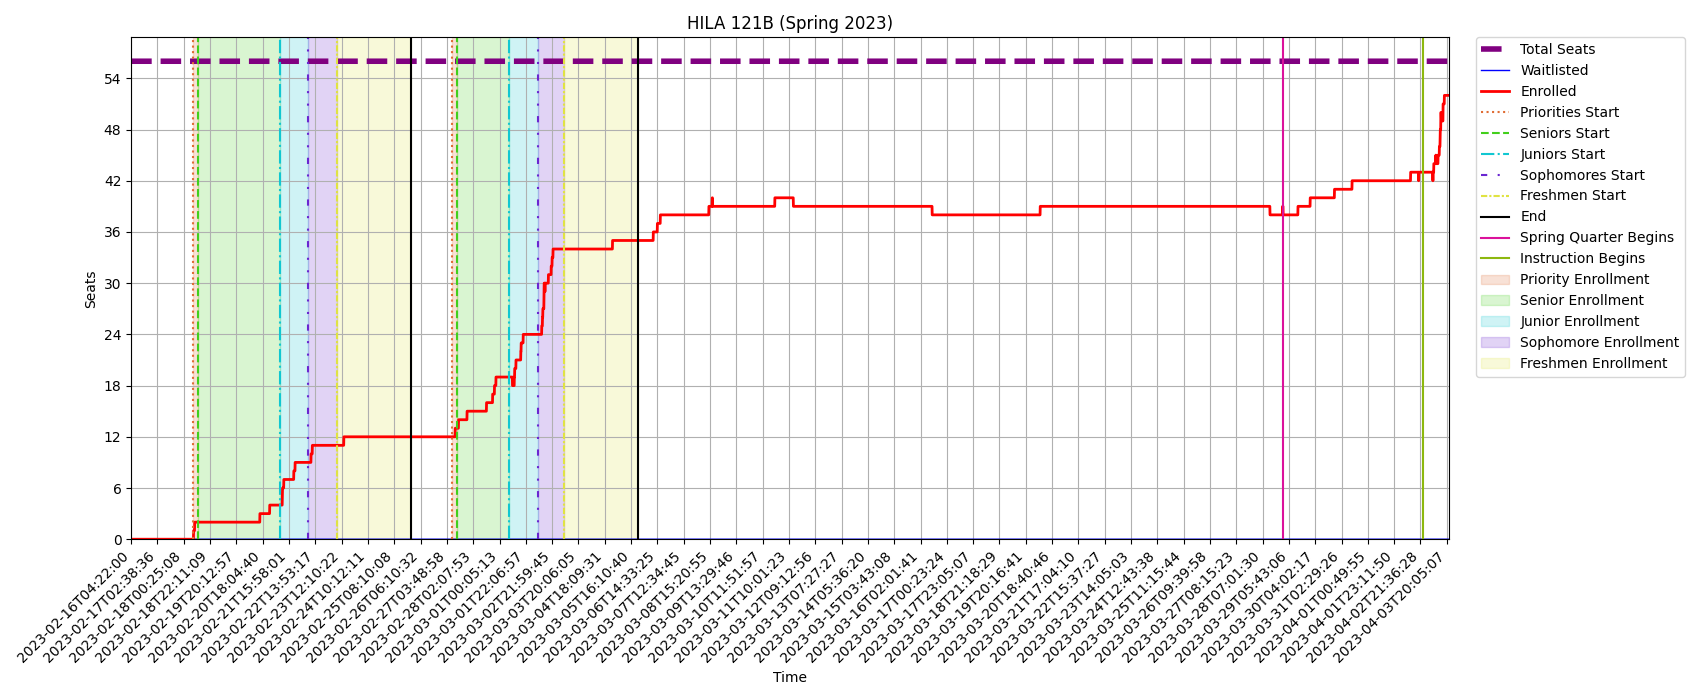 HILA 121B (Spring 2023)
Seats
54
48
42
36
30
24
18
12
6
0
2023-02-16T04:22:00
2023-02-17T02:38:36
2023-02-18T00:25:08
2023-02-18T22:11:09
2023-02-19T20:12:57
2023-02-20T18:04:40
2023-02-21T15:58:01
2023-02-22T13:53:17
2023-02-23T12:10:22
2023-02-24T10:12:11
2023-02-25T08:10:08
2023-02-26T06:10:32
2023-02-27T03:48:58
2023-02-28T02:07:53
2023-03-01T00:05:13
2023-03-01T22:06:57
2023-03-02T21:59:45
2023-03-03T20:06:05
2023-03-04T18:09:31
2023-03-05T16:10:40
2023-03-06T14:33:25
2023-03-07T12:34:45
2023-03-08T15:20:55
2023-03-09T13:29:46
2023-03-10T11:51:57
2023-03-11T10:01:23
2023-03-12T09:12:56
2023-03-13T07:27:27
2023-03-14T05:36:20
2023-03-15T03:43:08
2023-03-16T02:01:41
2023-03-17T00:23:24
2023-03-17T23:05:07
2023-03-18T21:18:29
2023-03-19T20:16:41
2023-03-20T18:40:46
2023-03-21T17:04:10
2023-03-22T15:37:27
2023-03-23T14:05:03
2023-03-24T12:43:38
2023-03-25T11:15:44
2023-03-26T09:39:58
2023-03-27T08:15:23
2023-03-28T07:01:30
2023-03-29T05:43:06
2023-03-30T04:02:17
2023-03-31T02:29:26
2023-04-01T00:49:55
2023-04-01T23:11:50
2023-04-02T21:36:28
2023-04-03T20:05:07
Time
Total Seats
Waitlisted
Enrolled
Priorities Start
Seniors Start
Juniors Start
Sophomores Start
Freshmen Start
End
Spring Quarter Begins
Instruction Begins
Priority Enrollment
Senior Enrollment
Junior Enrollment
Sophomore Enrollment
Freshmen Enrollment